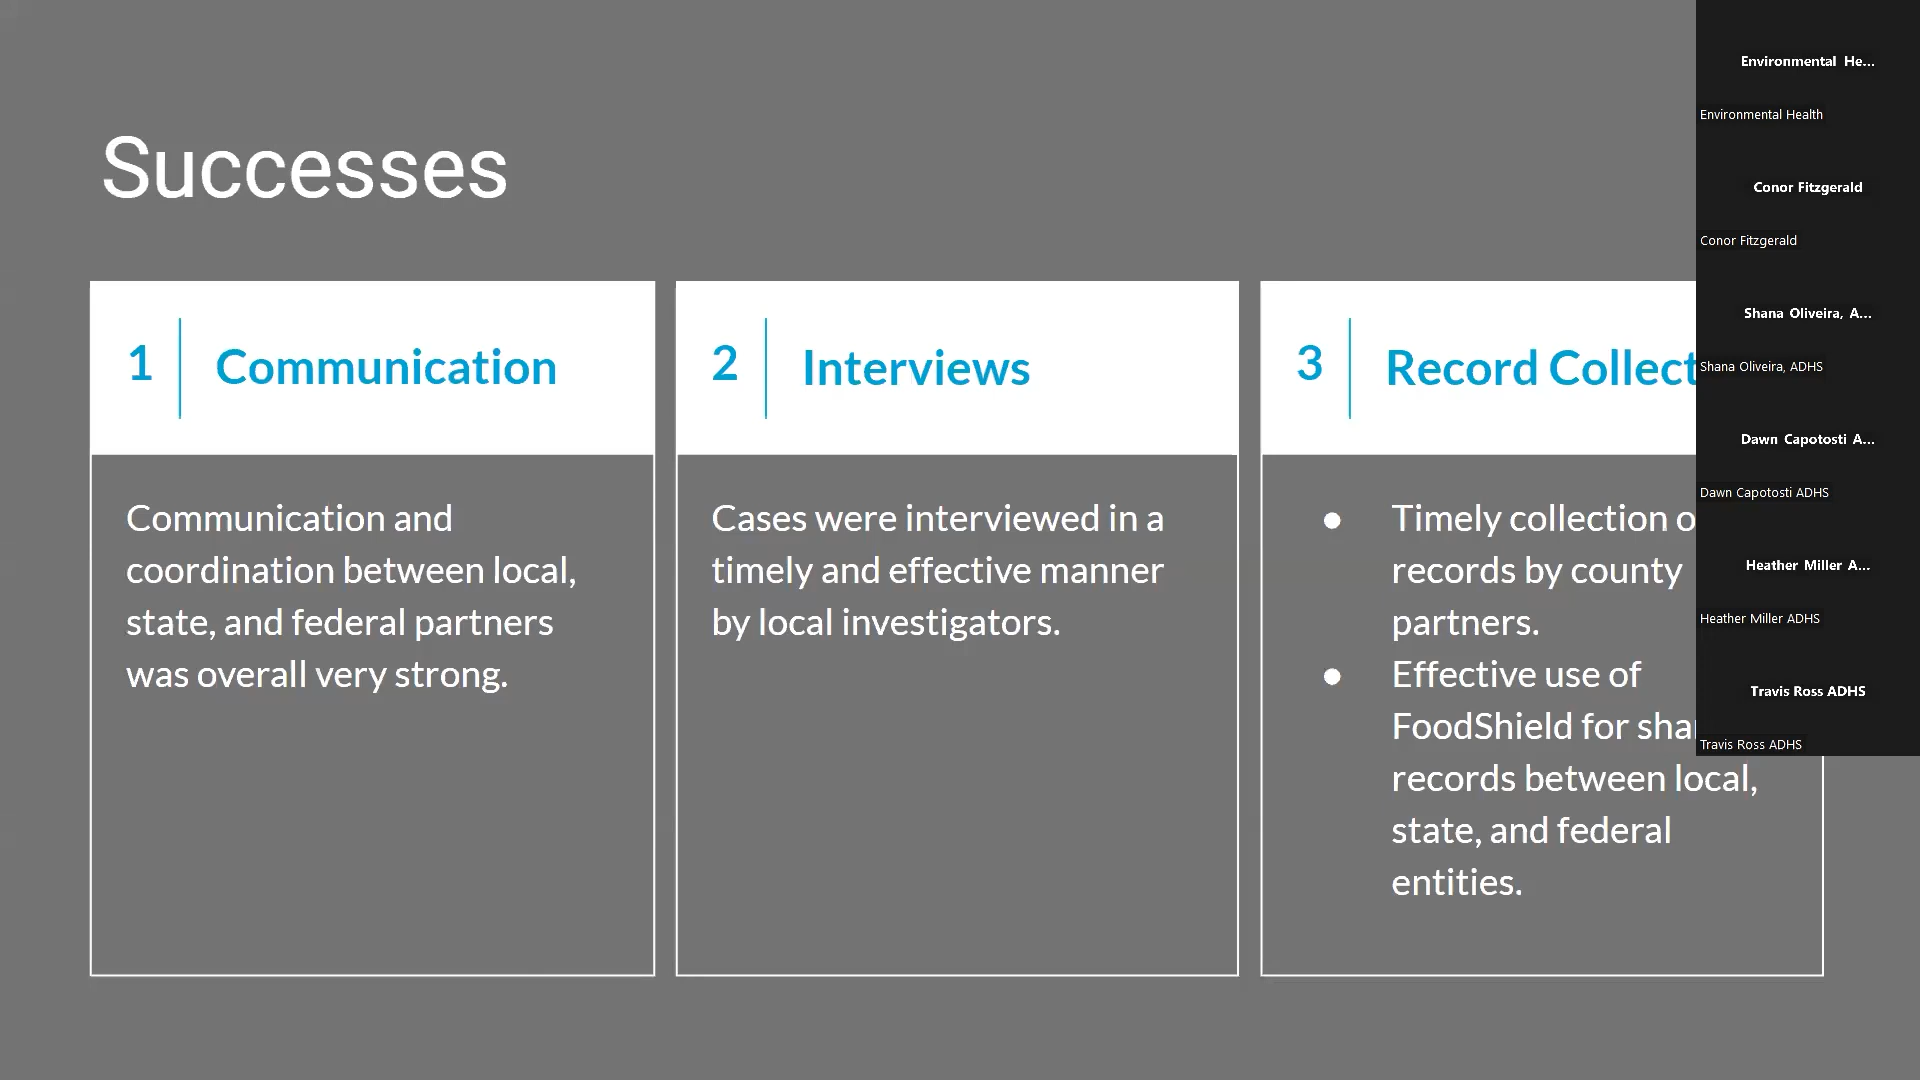 Successes
1
Communication
Communication and
coordination between local,
state, and federal partners
was overall very strong.
2
Interviews
Cases were interviewed in a
timely and effective manner
by local investigators.
3
Record Collect
● Timely collection o
records by county
partners.
● Effective use of
FoodShield for sha
records between local,
state, and federal
entities.
Environmental He...
Environmental Health
Conor Fitzgerald
Conor Fitzgerald
Shana Oliveira, A...
Shana Oliveira, ADHS
Dawn Capotosti A...
Dawn Capotosti ADHS
Heather Miller A...
Heather Miller ADHS
Travis Ross ADHS
Travis Ross ADHS